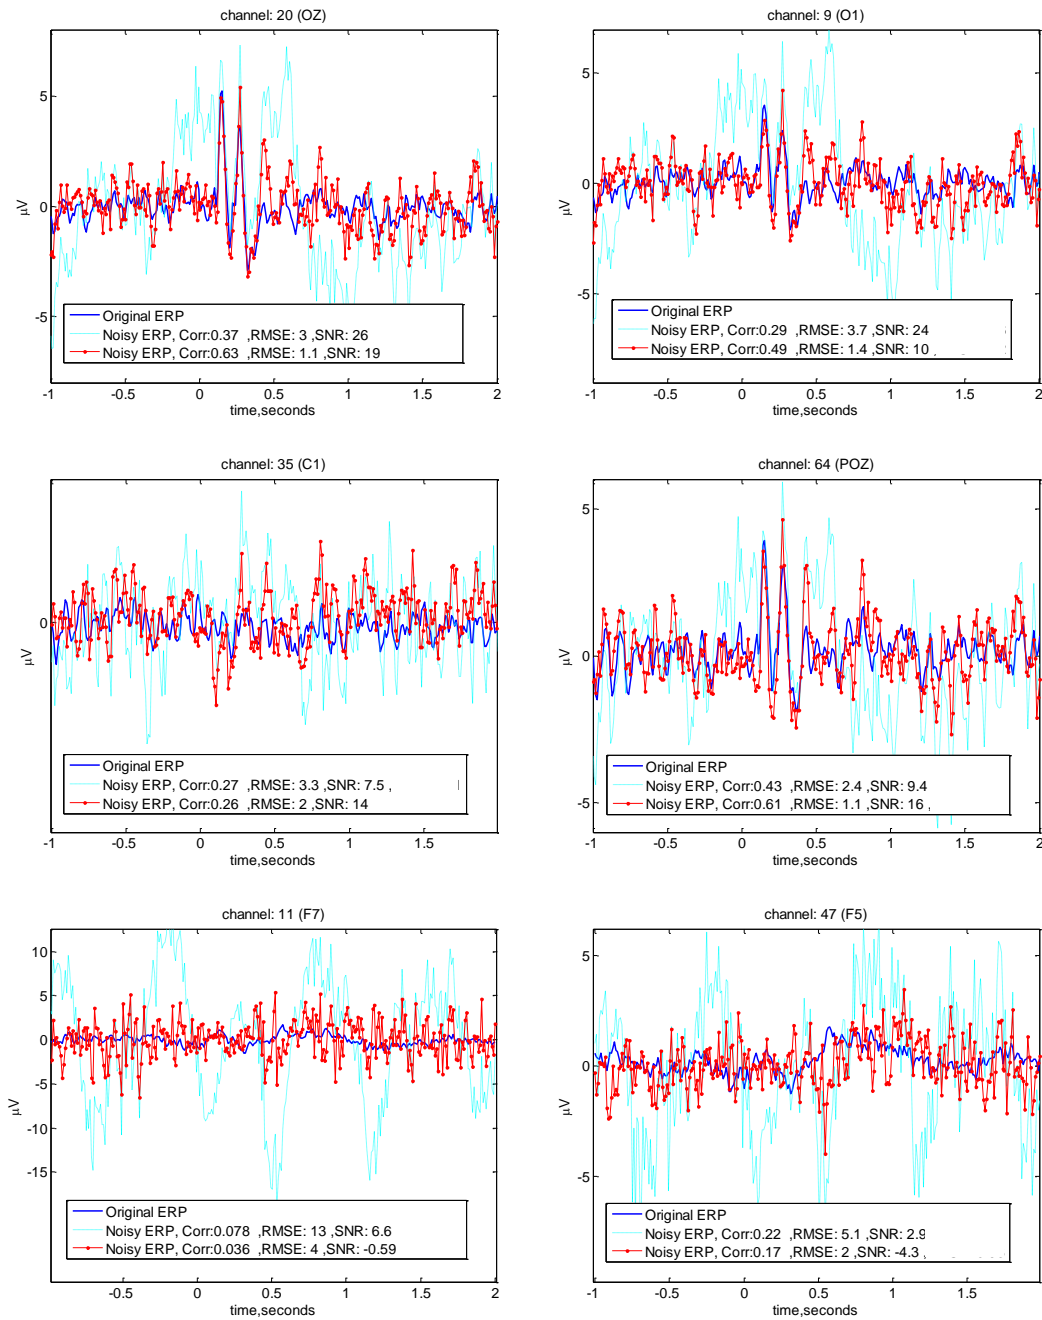 channel: 20 (OZ)
5
0
-5
μV
Original ERP
Noisy ERP, Corr:0.37 ,RMSE: 3 ,SNR: 26
Noisy ERP, Corr:0.63 ,RMSE: 1.1 ,SNR: 19
-1 -0.5 0 0.5 1 1.5 2
time,seconds
channel: 9 (O1)
5
0
-5
μV
Original ERP
Noisy ERP, Corr:0.29 ,RMSE: 3.7 ,SNR: 24
Noisy ERP, Corr:0.49 ,RMSE: 1.4 ,SNR: 10
-1 -0.5 0 0.5 1 1.5 2
time,seconds
channel: 35 (C1)
0
μV
Original ERP
Noisy ERP, Corr:0.27 ,RMSE: 3.3 ,SNR: 7.5 ,
Noisy ERP, Corr:0.26 ,RMSE: 2 ,SNR: 14
-1 -0.5 0 0.5 1 1.5
time,seconds
channel: 64 (POZ)
5
0
-5
μV
Original ERP
Noisy ERP, Corr:0.43 ,RMSE: 2.4 ,SNR: 9.4
Noisy ERP, Corr:0.61 ,RMSE: 1.1 ,SNR: 16 ,
-1 -0.5 0 0.5 1 1.5 2
time,seconds
channel: 11 (F7)
10
5
0
-5
-10
-15
μV
Original ERP
Noisy ERP, Corr:0.078 ,RMSE: 13 ,SNR: 6.6
Noisy ERP, Corr:0.036 ,RMSE: 4 ,SNR: -0.59
-0.5 0 0.5 1 1.5 2
time,seconds
channel: 47 (F5)
5
0
-5
μV
Original ERP
Noisy ERP, Corr:0.22 ,RMSE: 5.1 ,SNR: 2.9
Noisy ERP, Corr:0.17 ,RMSE: 2 ,SNR: -4.3 ,
-1 -0.5 0 0.5 1 1.5 2
time,seconds